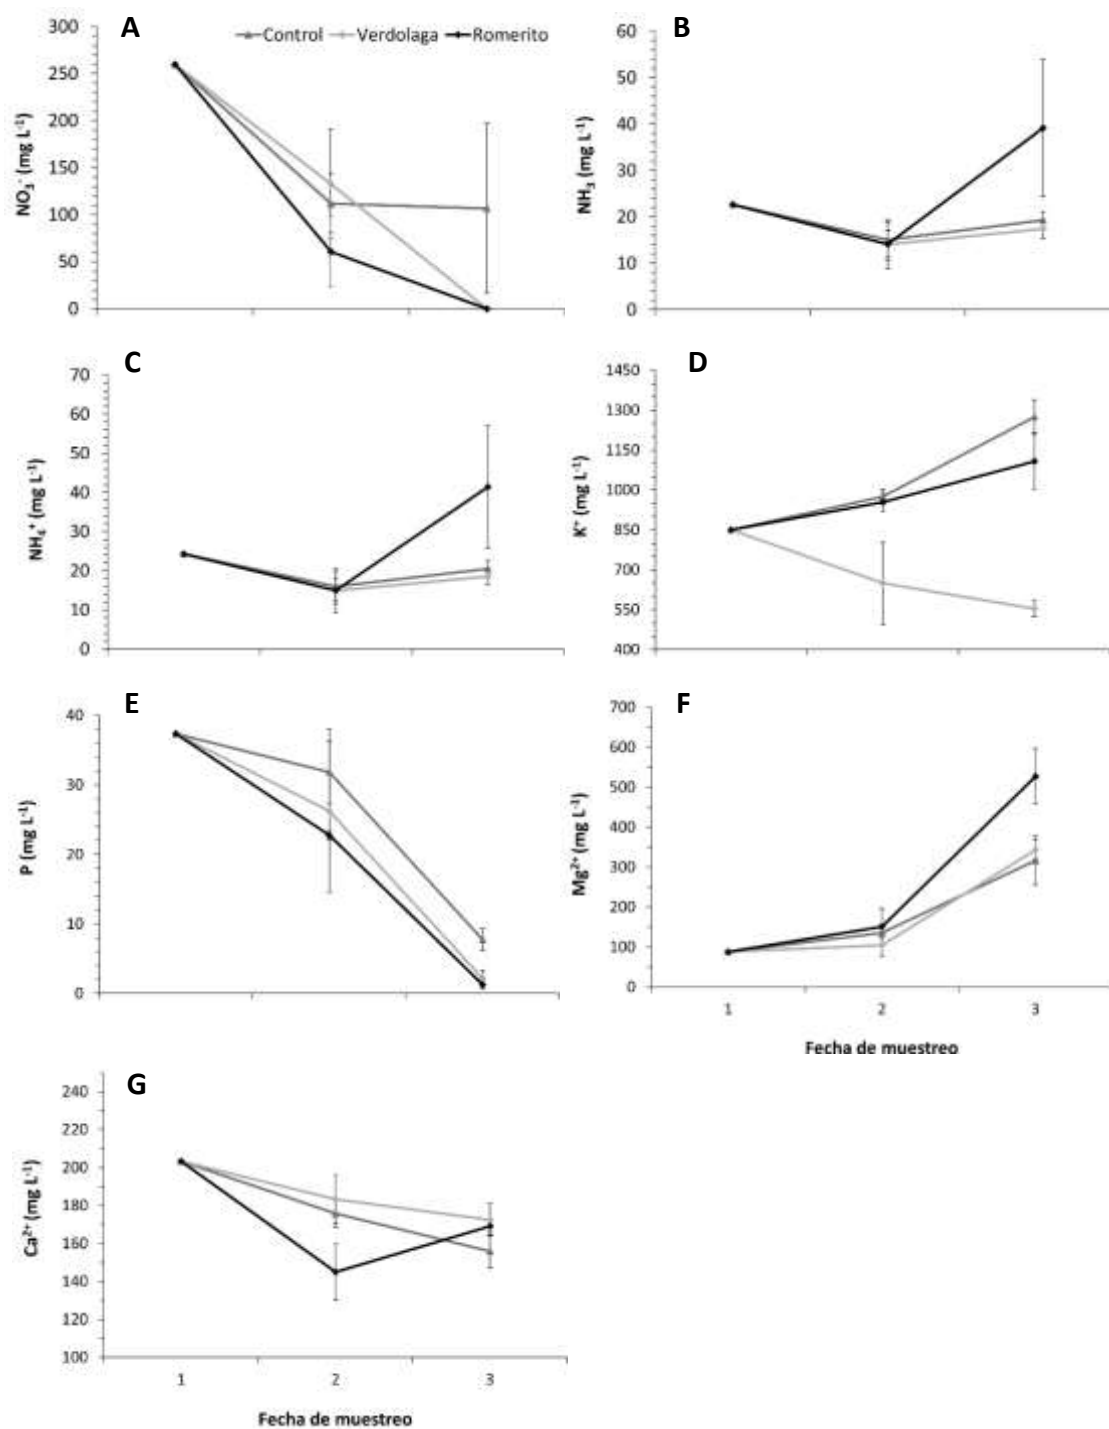 A
Control Verdolaga Romerito
300
250
200
150
100
50
0
NO₃⁻ (mg L⁻¹)
B
60
50
40
30
20
10
0
NH₃ (mg L⁻¹)
C
70
60
50
40
30
20
10
0
NH₄⁺ (mg L⁻¹)
D
1450
1300
1150
1000
850
700
550
400
K⁺ (mg L⁻¹)
E
40
30
20
10
0
P (mg L⁻¹)
F
700
600
500
400
300
200
100
0
Mg²⁺ (mg L⁻¹)
1 2 3
Fecha de muestreo
G
240
220
200
180
160
140
120
100
Ca²⁺ (mg L⁻¹)
1 2 3
Fecha de muestreo